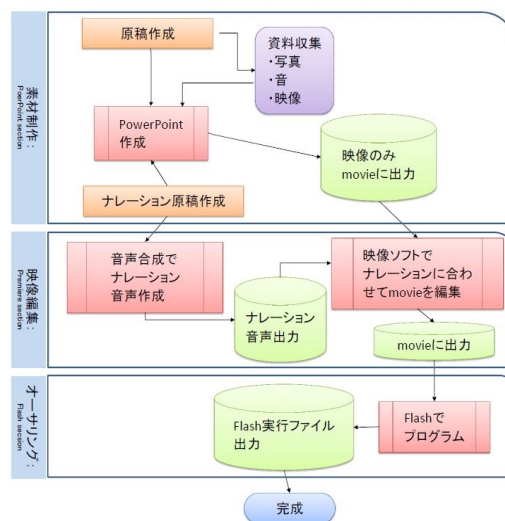 原稿作成
資料収集
・写真
・音
・映像
PowerPoint
作成
映像のみ
movieに出力
ナレーション原稿作成
素材制作：
PoerPoint section
音声合成で
ナレーション
音声作成
映像ソフトで
ナレーションに合わ
せてmovieを編集
ナレーション
音声出力
movieに出力
映像編集：
Premiere section
Flash実行ファイル
出力
Flashで
プログラム
オーサリング：
Flash secsion
完成